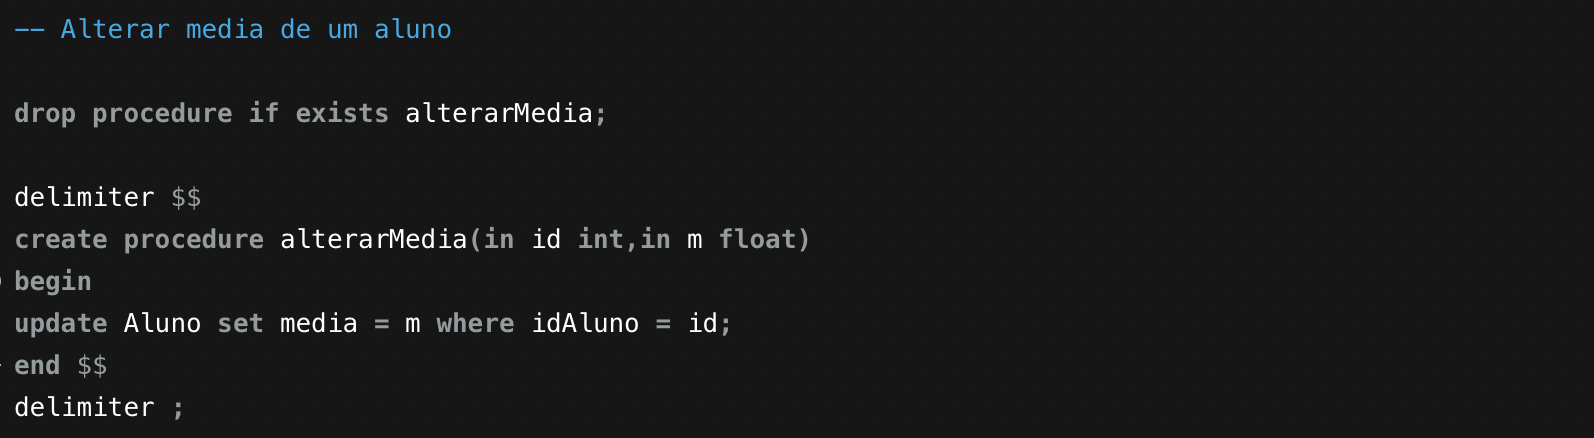 -- Alterar media de um aluno
drop procedure if exists alterarMedia;
delimiter $$
create procedure alterarMedia(in id int,in m float)
begin
update Aluno set media = m where idAluno = id;
end $$
delimiter ;